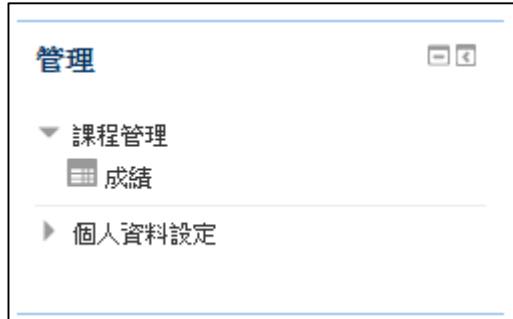 管理
課程管理
成績
個人資料設定